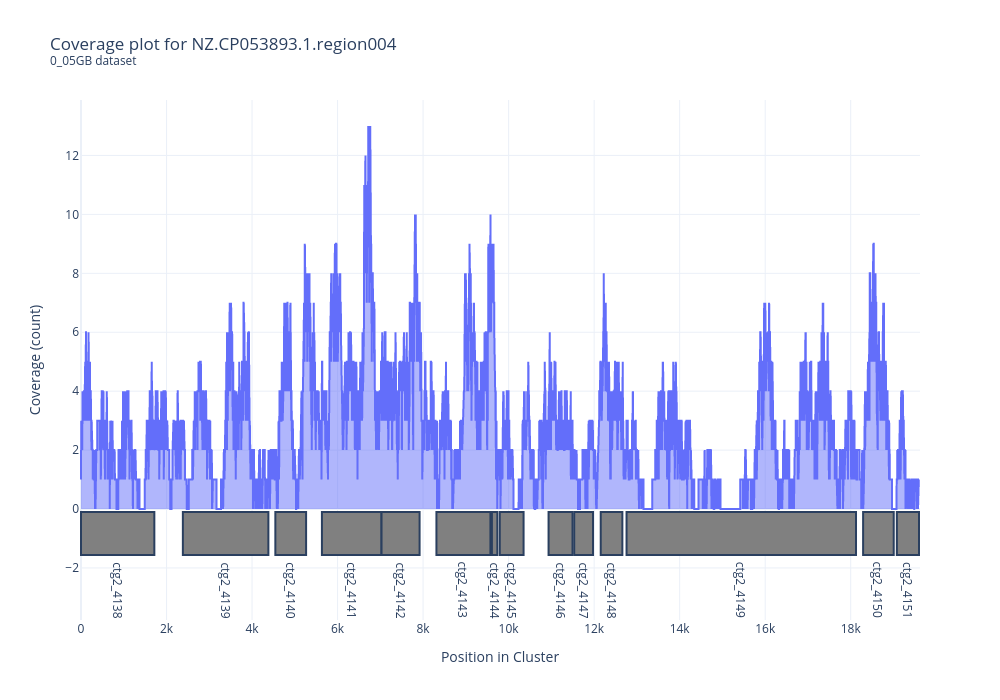 Coverage plot for NZ.CP053893.1.region004
0_05GB dataset
Coverage (count)
12
10
8
6
4
2
0
−2
ctg2_4138
ctg2_4139
ctg2_4140
ctg2_4141
ctg2_4142
ctg2_4143
ctg2_4144
ctg2_4145
ctg2_4146
ctg2_4147
ctg2_4148
ctg2_4149
ctg2_4150
ctg2_4151
0 2k 4k 6k 8k 10k 12k 14k 16k 18k
Position in Cluster